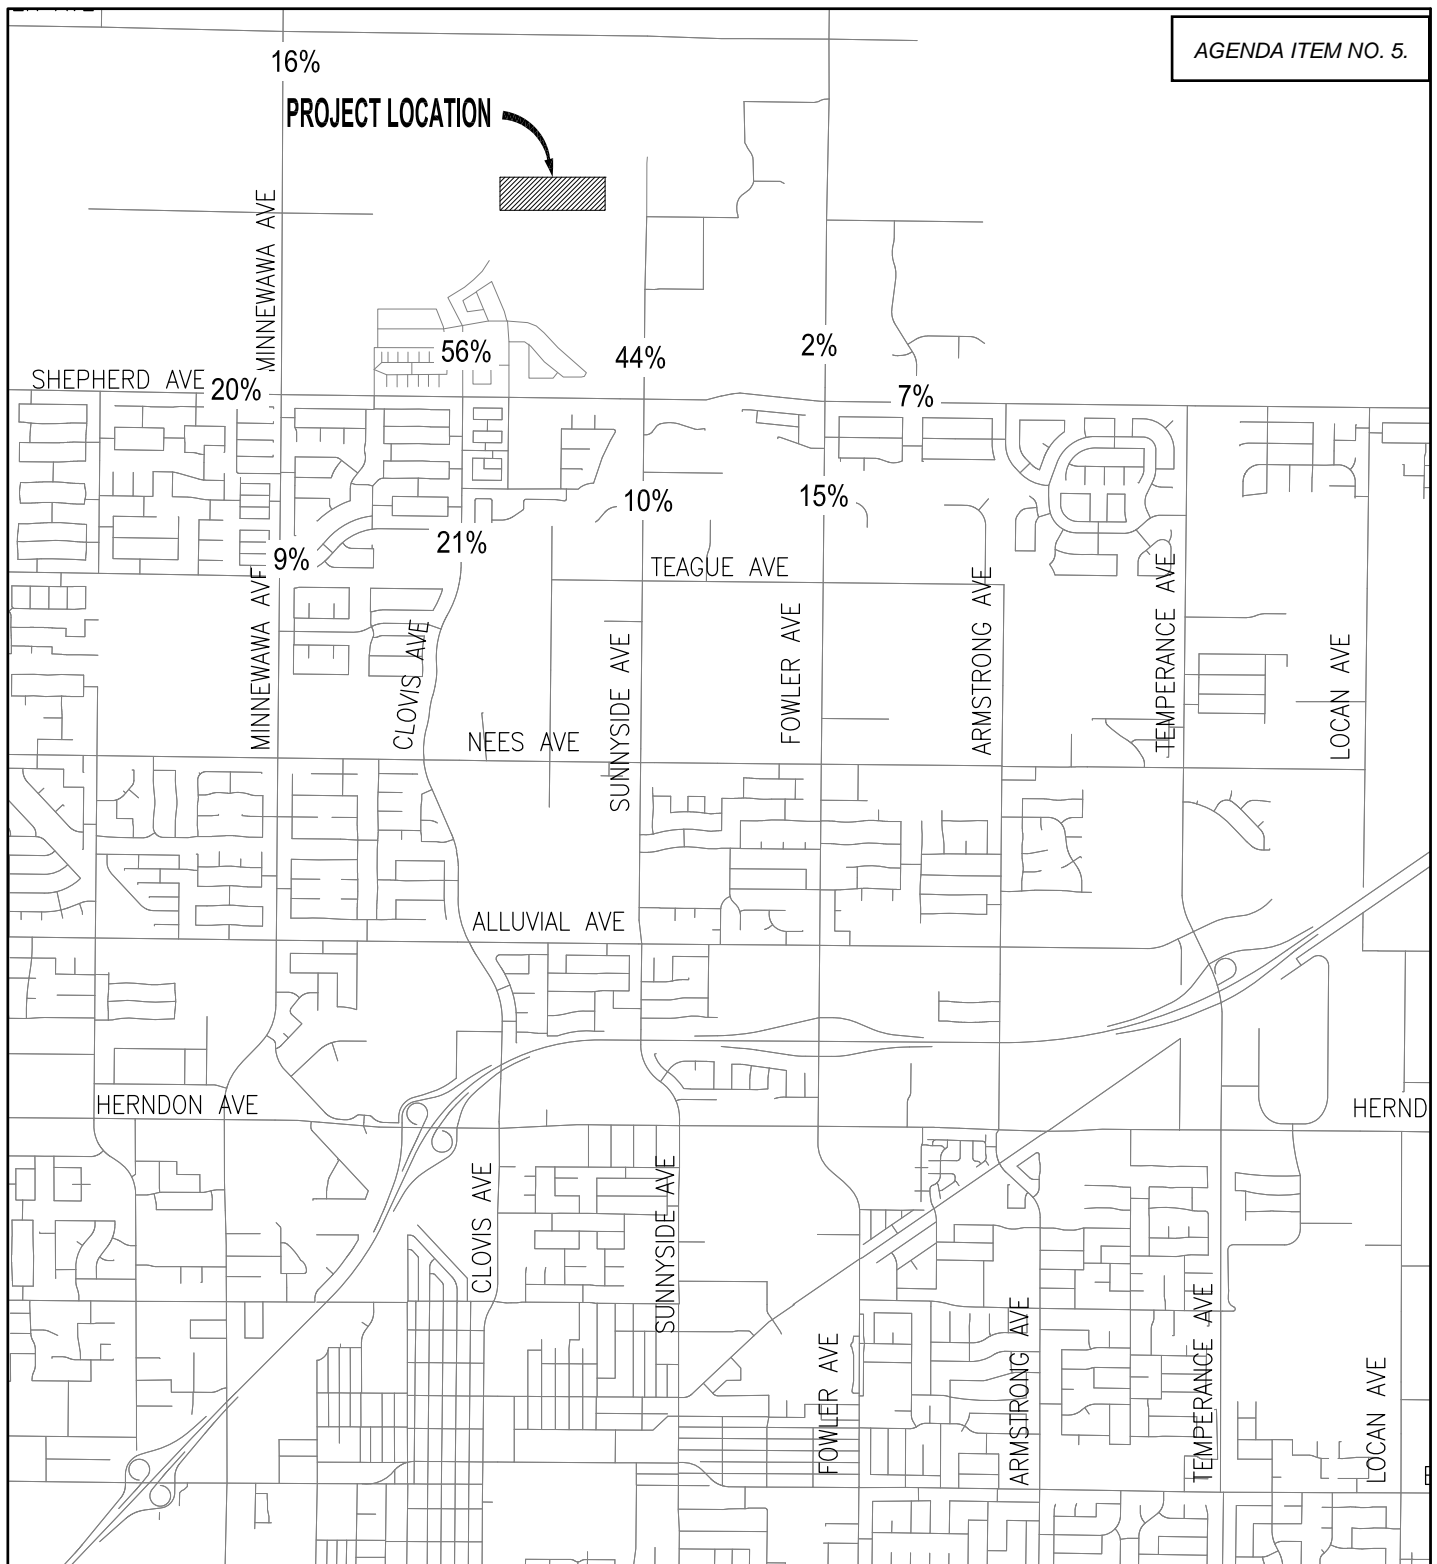 AGENDA ITEM NO. 5.
16%
PROJECT LOCATION
MINNEWAWA AVE
56%
44%
2%
SHEPHERD AVE
20%
7%
10%
15%
21%
9%
TEAGUE AVE
MINNEWAWA AVE
CLOVIS AVE
SUNNYSIDE AVE
FOWLER AVE
ARMSTRONG AVE
TEMPERANCE AVE
LOCAN AVE
NEES AVE
ALLUVIAL AVE
HERNDON AVE
HERND
CLOVIS AVE
SUNNYSIDE AVE
FOWLER AVE
ARMSTRONG AVE
TEMPERANCE AVE
LOCAN AVE